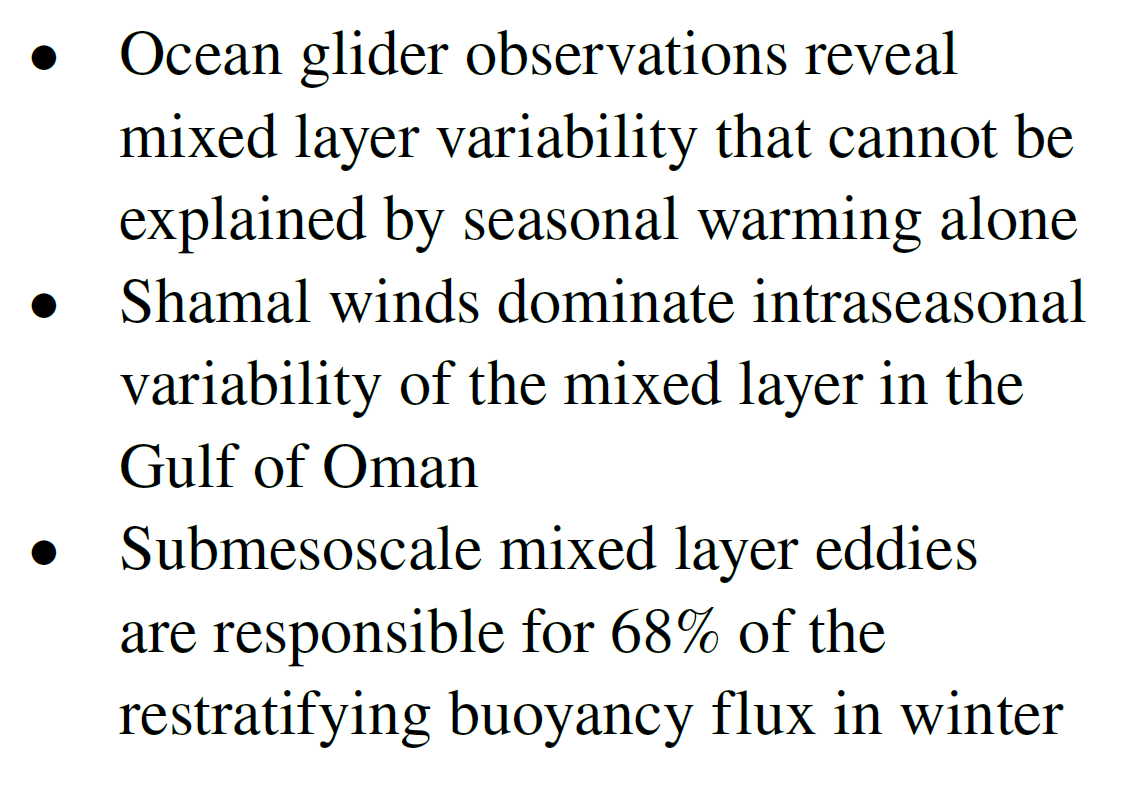 ● Ocean glider observations reveal
mixed layer variability that cannot be
explained by seasonal warming alone
● Shamal winds dominate intraseasonal
variability of the mixed layer in the
Gulf of Oman
● Submesoscale mixed layer eddies
are responsible for 68% of the
restratifying buoyancy flux in winter